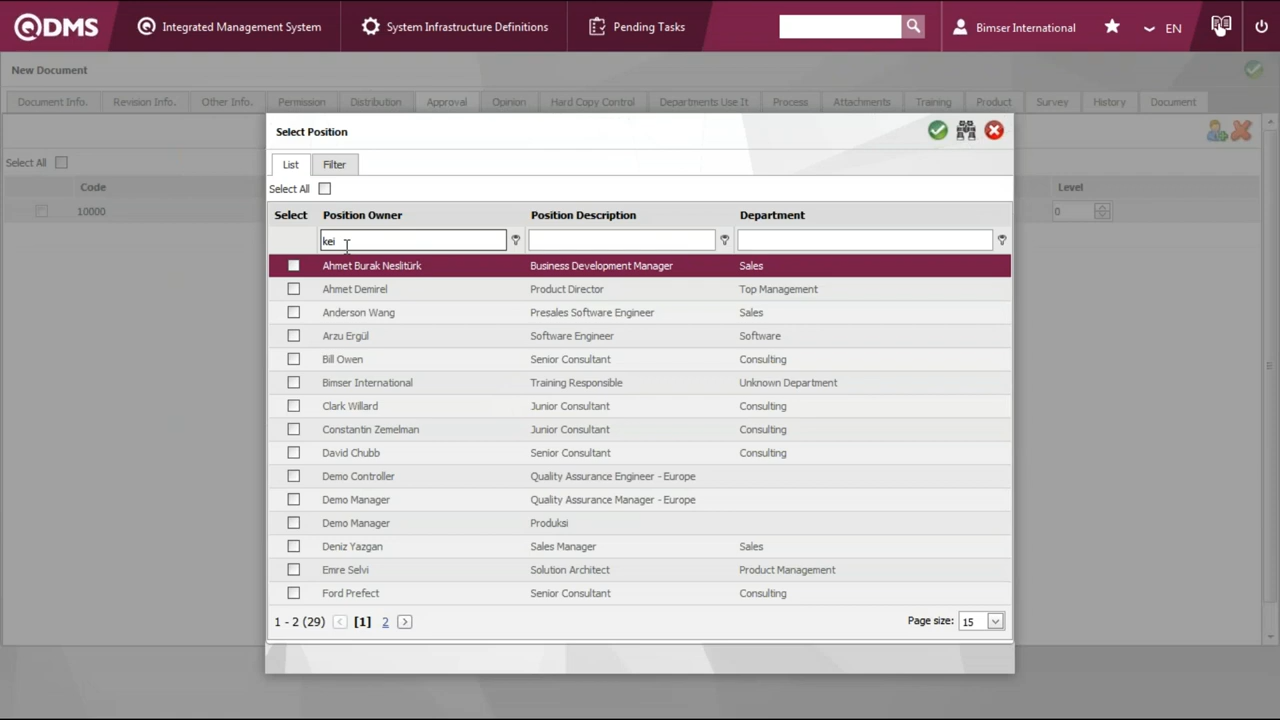 QDMS Integrated Management System System Infrastructure Definitions Pending Tasks Bimser International EN
New Document
Document Info. Revision Info. Other Info. Permission Distribution Approval Opinion Hard Copy Control Departments Use It Process Attachments Training Product Survey History Document
Select Position
List Filter
Select All
Select All
Code
Level
10000
0
Select Position Owner Position Description Department
kei
Ahmet Burak Neslitürk Business Development Manager Sales
Ahmet Demirel Product Director Top Management
Anderson Wang Presales Software Engineer Sales
Arzu Ergül Software Engineer Software
Bill Owen Senior Consultant Consulting
Bimser International Training Responsible Unknown Department
Clark Willard Junior Consultant Consulting
Constantin Zemelman Junior Consultant Consulting
David Chubb Senior Consultant Consulting
Demo Controller Quality Assurance Engineer - Europe
Demo Manager Quality Assurance Manager - Europe
Demo Manager Produksi
Deniz Yazgan Sales Manager Sales
Emre Selvi Solution Architect Product Management
Ford Prefect Senior Consultant Consulting
1 - 2 (29) [1] 2 Page size: 15